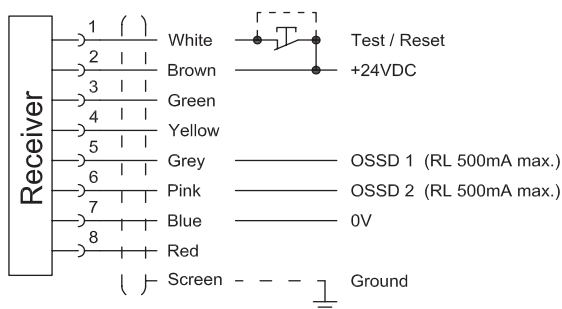 Receiver
1 White Test / Reset
2 Brown +24VDC
3 Green
4 Yellow
5 Grey OSSD 1 (RL 500mA max.)
6 Pink OSSD 2 (RL 500mA max.)
7 Blue 0V
8 Red
Screen Ground